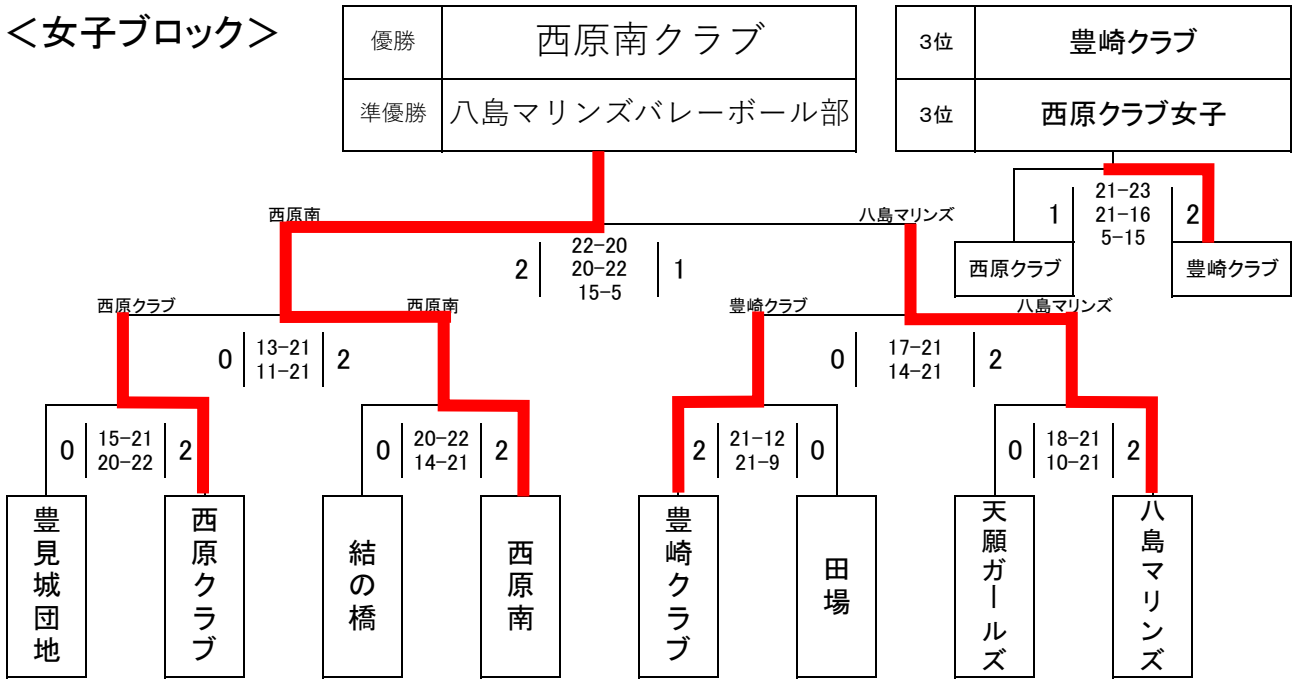 ＜女子ブロック＞
優勝 西原南クラブ
準優勝 八島マリンズバレーボール部
3位 豊崎クラブ
3位 西原クラブ女子
1 21-23 2
21-16
5-15
西原クラブ 豊崎クラブ
西原南 八島マリンズ
2 22-20 1
20-22
15-5
西原クラブ 西原南 豊崎クラブ 八島マリンズ
0 13-21 2
11-21
0 17-21 2
14-21
0 15-21 2
20-22
0 20-22 2
14-21
2 21-12 0
21-9
0 18-21 2
10-21
豊見城団地
西原クラブ
結の橋
西原南
豊崎クラブ
田場
天願ガールズ
八島マリンズ